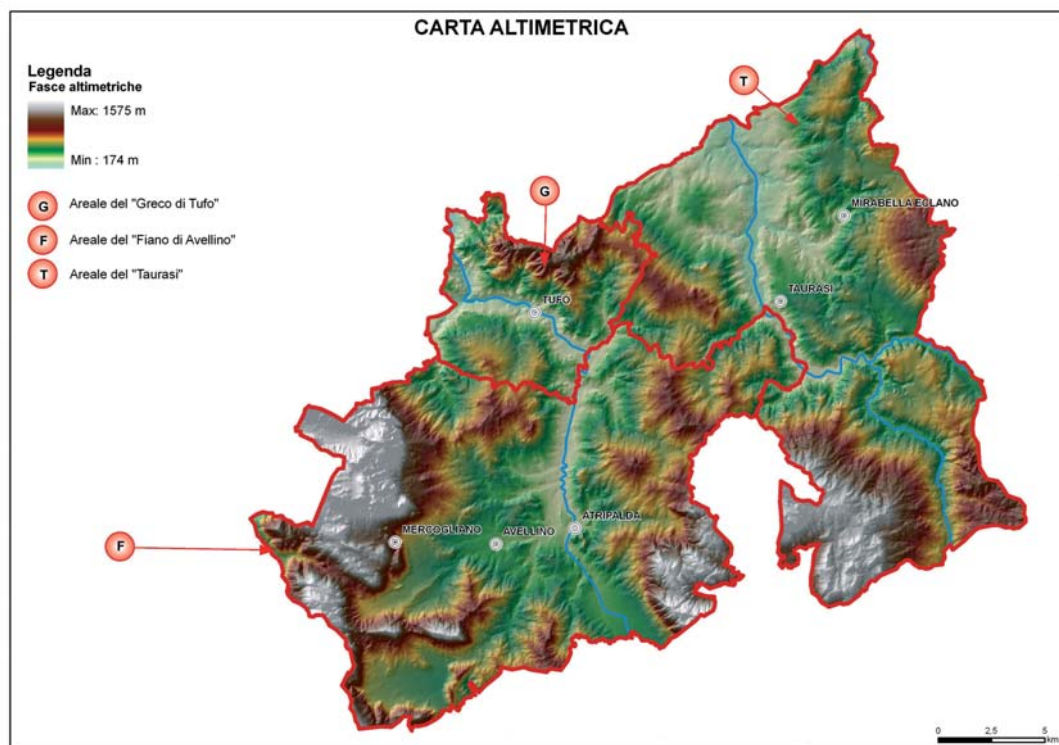 CARTA ALTIMETRICA
Legenda
Fasce altimetriche
Max: 1575 m
Min : 174 m
G Areale del "Greco di Tufo"
F Areale del "Fiano di Avellino"
T Areale del "Taurasi"
T
G
MIRABELLA ECLANO
TAURASI
TUFO
F
MERCOGLIANO
AVELLINO
ATRIPALDA
0 2,5 5
km